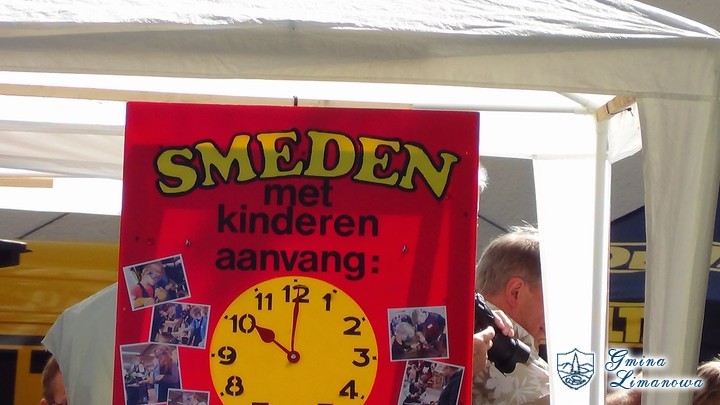 SMEDEN
met
kinderen
aanvang:
11 12 1
10 2
9 3
8 4
Gmina
Limanowa